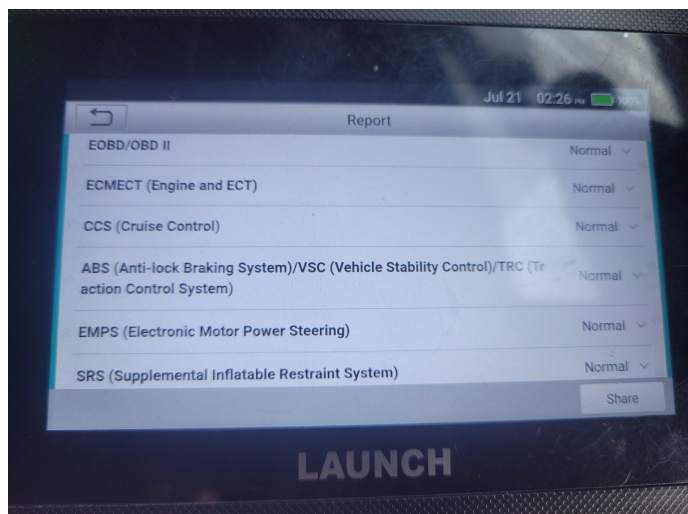 Jul 21 02:26 PM 100%
Report
EOBD/OBD II Normal
ECMECT (Engine and ECT) Normal
CCS (Cruise Control) Normal
ABS (Anti-lock Braking System)/VSC (Vehicle Stability Control)/TRC (Tr
action Control System) Normal
EMPS (Electronic Motor Power Steering) Normal
SRS (Supplemental Inflatable Restraint System) Normal
Share
LAUNCH